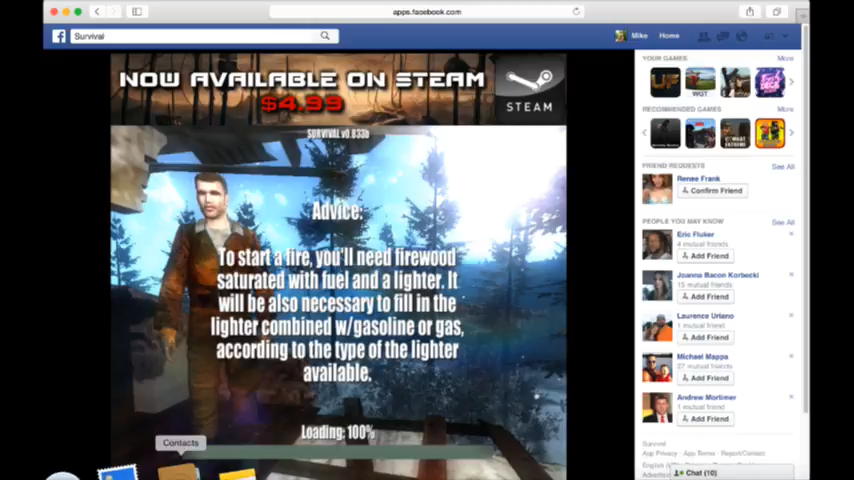 apps.facebook.com
Survival
Mike Home
NOW AVAILABLE ON STEAM
$4.99
STEAM
SURVIVAL v0.833b
Advice:
To start a fire, you'll need firewood
saturated with fuel and a lighter. It
will be also necessary to fill in the
lighter combined w/gasoline or gas,
according to the type of the lighter
available.
Loading: 100%
Contacts
YOUR GAMES More
WGT
RECOMMENDED GAMES More
FRIEND REQUESTS See All
Renee Frank
Confirm Friend
PEOPLE YOU MAY KNOW See All
Eric Fluker
4 mutual friends
Add Friend
Joanna Bacon Korbecki
15 mutual friends
Add Friend
Laurence Uriano
1 mutual friend
Add Friend
Michael Mappa
27 mutual friends
Add Friend
Andrew Mortimer
1 mutual friend
Add Friend
Survival
App Privacy · App Terms · Report/Contact
Chat (10)